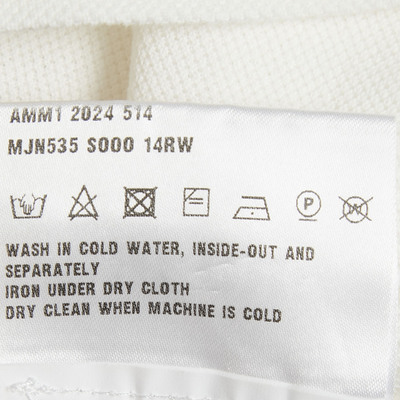 AMM1 2024 514
MJN535 S000 14RW
P W
WASH IN COLD WATER, INSIDE-OUT AND
SEPARATELY
IRON UNDER DRY CLOTH
DRY CLEAN WHEN MACHINE IS COLD